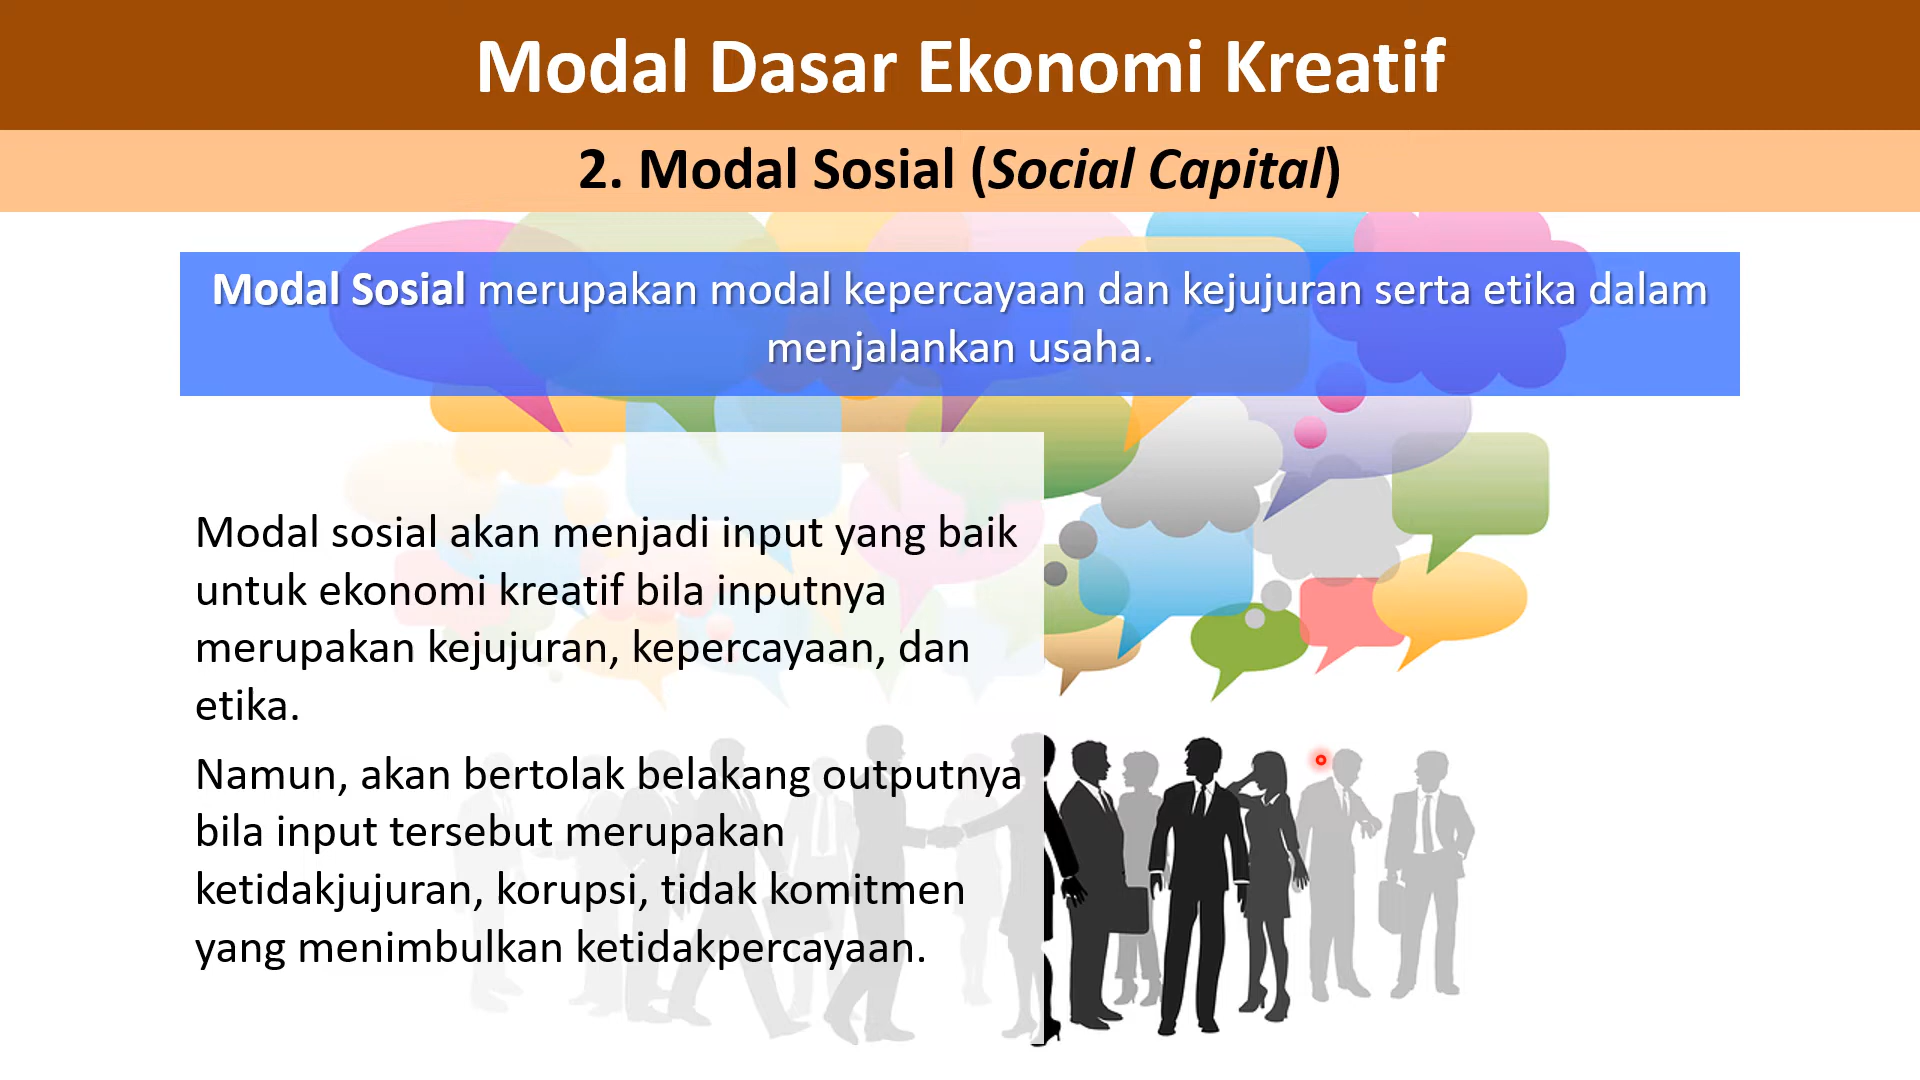 Modal Dasar Ekonomi Kreatif
2. Modal Sosial (Social Capital)
Modal Sosial merupakan modal kepercayaan dan kejujuran serta etika dalam
menjalankan usaha.
Modal sosial akan menjadi input yang baik
untuk ekonomi kreatif bila inputnya
merupakan kejujuran, kepercayaan, dan
etika.
Namun, akan bertolak belakang outputnya
bila input tersebut merupakan
ketidakjujuran, korupsi, tidak komitmen
yang menimbulkan ketidakpercayaan.